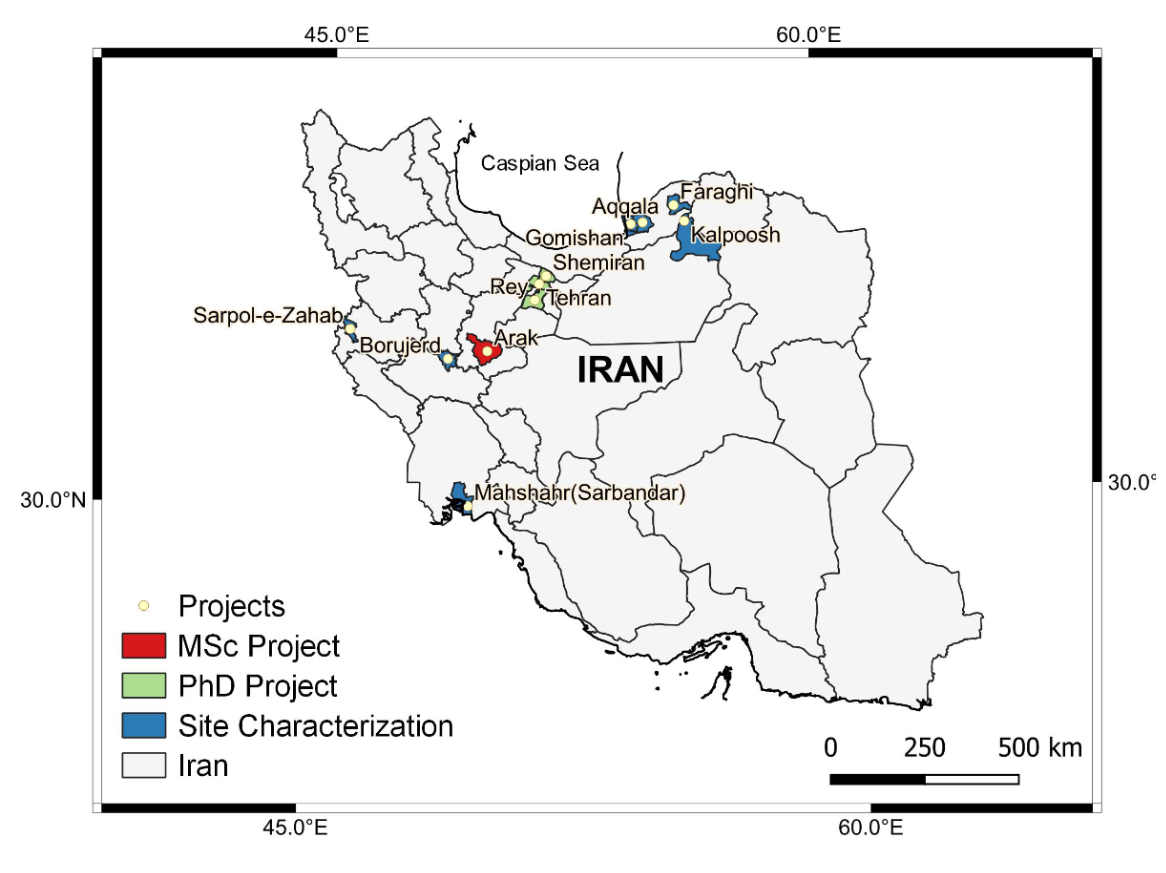 45.0°E 60.0°E
Caspian Sea
Faraghi
Aqqala
Gomishan
Kalpoosh
Shemiran
Rey
Tehran
Sarpol-e-Zahab
Arak
Borujerd
IRAN
Mahshahr(Sarbandar)
30.0°N
30.0°
Projects
MSc Project
PhD Project
Site Characterization
Iran
0 250 500 km
45.0°E 60.0°E